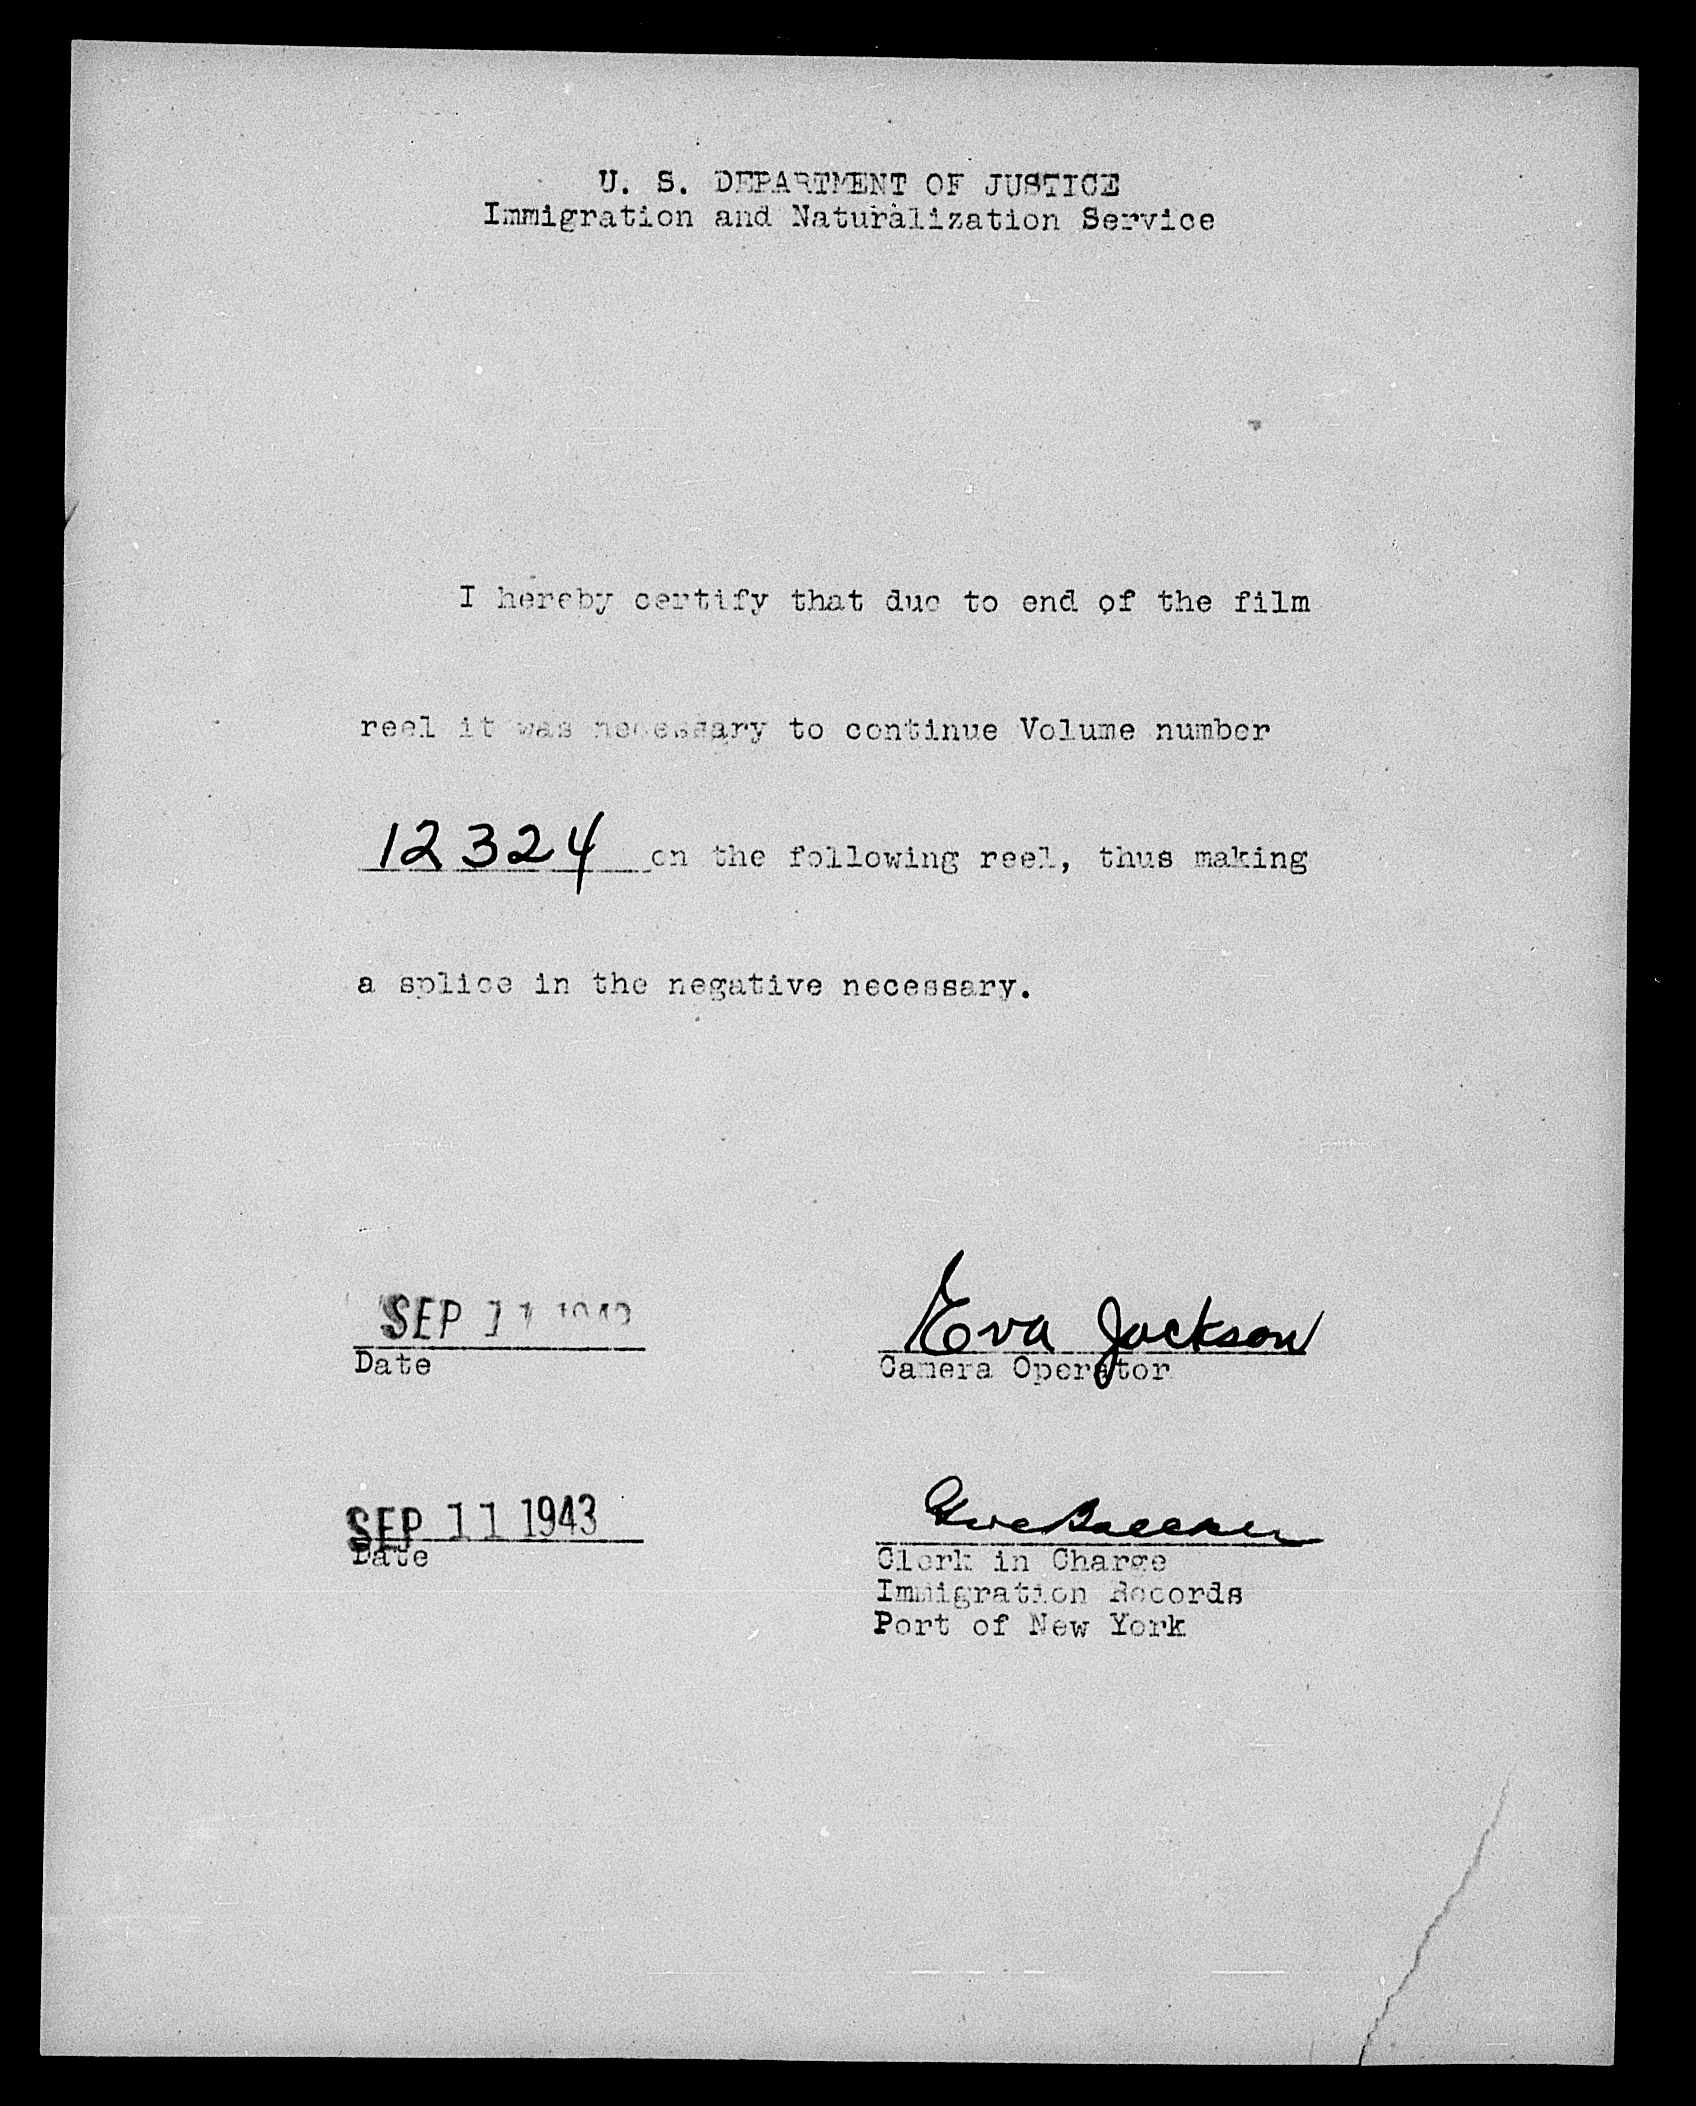 U. S. DEPARTMENT OF JUSTICE
Immigration and Naturalization Service
I hereby certify that due to end of the film
reel it was necessary to continue Volume number
12324 on the following reel, thus making
a splice in the negative necessary.
SEP 11 1943
Eva Jackson
Date
Camera Operator
SEP 11 1943
Date
Clerk in Charge
Immigration Records
Port of New York